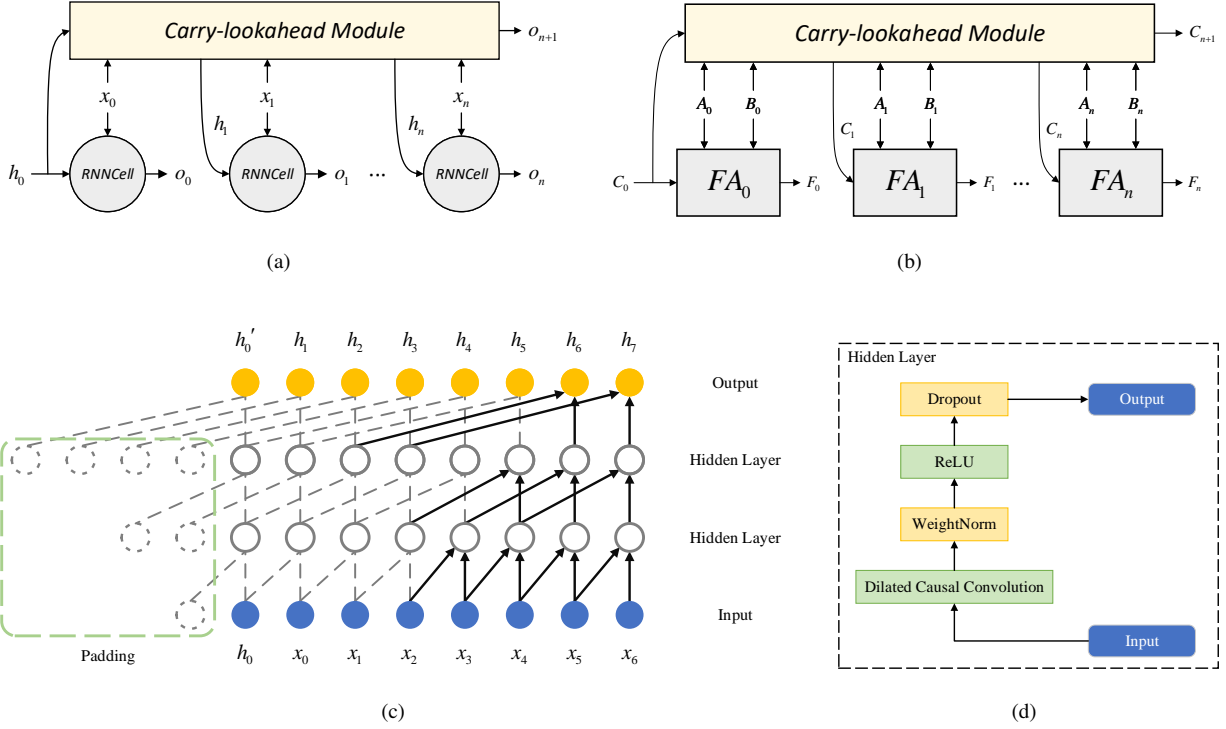 Carry-lookahead Module
o_{n+1}
x_0 x_1 x_n
h_1 h_n
h_0 RNNCell o_0 RNNCell o_1 ... RNNCell o_n
(a)
Carry-lookahead Module
C_{n+1}
A_0 B_0 A_1 B_1 A_n B_n
C_1 C_n
C_0 FA_0 F_0 FA_1 F_1 ... FA_n F_n
(b)
h_0' h_1 h_2 h_3 h_4 h_5 h_6 h_7
Output
Hidden Layer
Hidden Layer
Input
h_0 x_0 x_1 x_2 x_3 x_4 x_5 x_6
Padding
(c)
Hidden Layer
Dropout Output
ReLU
WeightNorm
Dilated Causal Convolution
Input
(d)